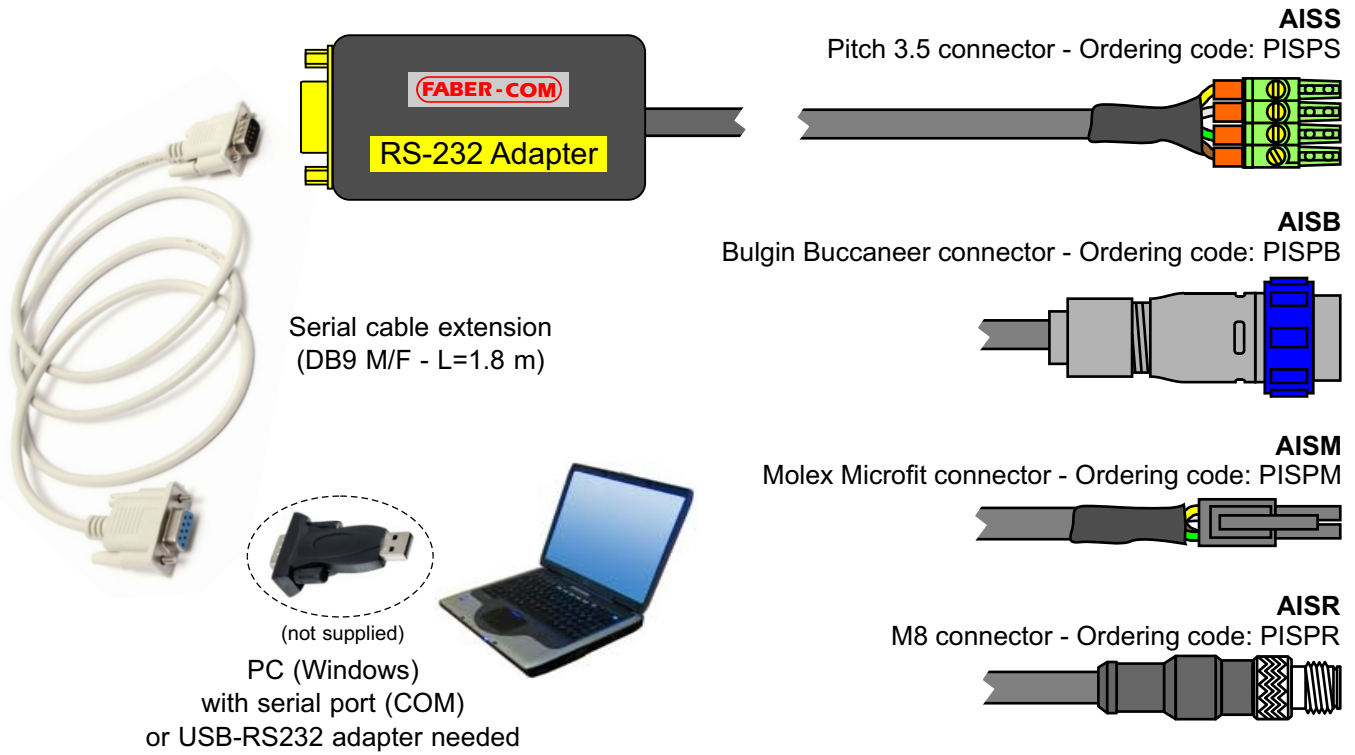 AISS
Pitch 3.5 connector - Ordering code: PISPS
FABER-COM
RS-232 Adapter
AISB
Bulgin Buccaneer connector - Ordering code: PISPB
Serial cable extension
(DB9 M/F - L=1.8 m)
AISM
Molex Microfit connector - Ordering code: PISPM
AISR
M8 connector - Ordering code: PISPR
(not supplied)
PC (Windows)
with serial port (COM)
or USB-RS232 adapter needed